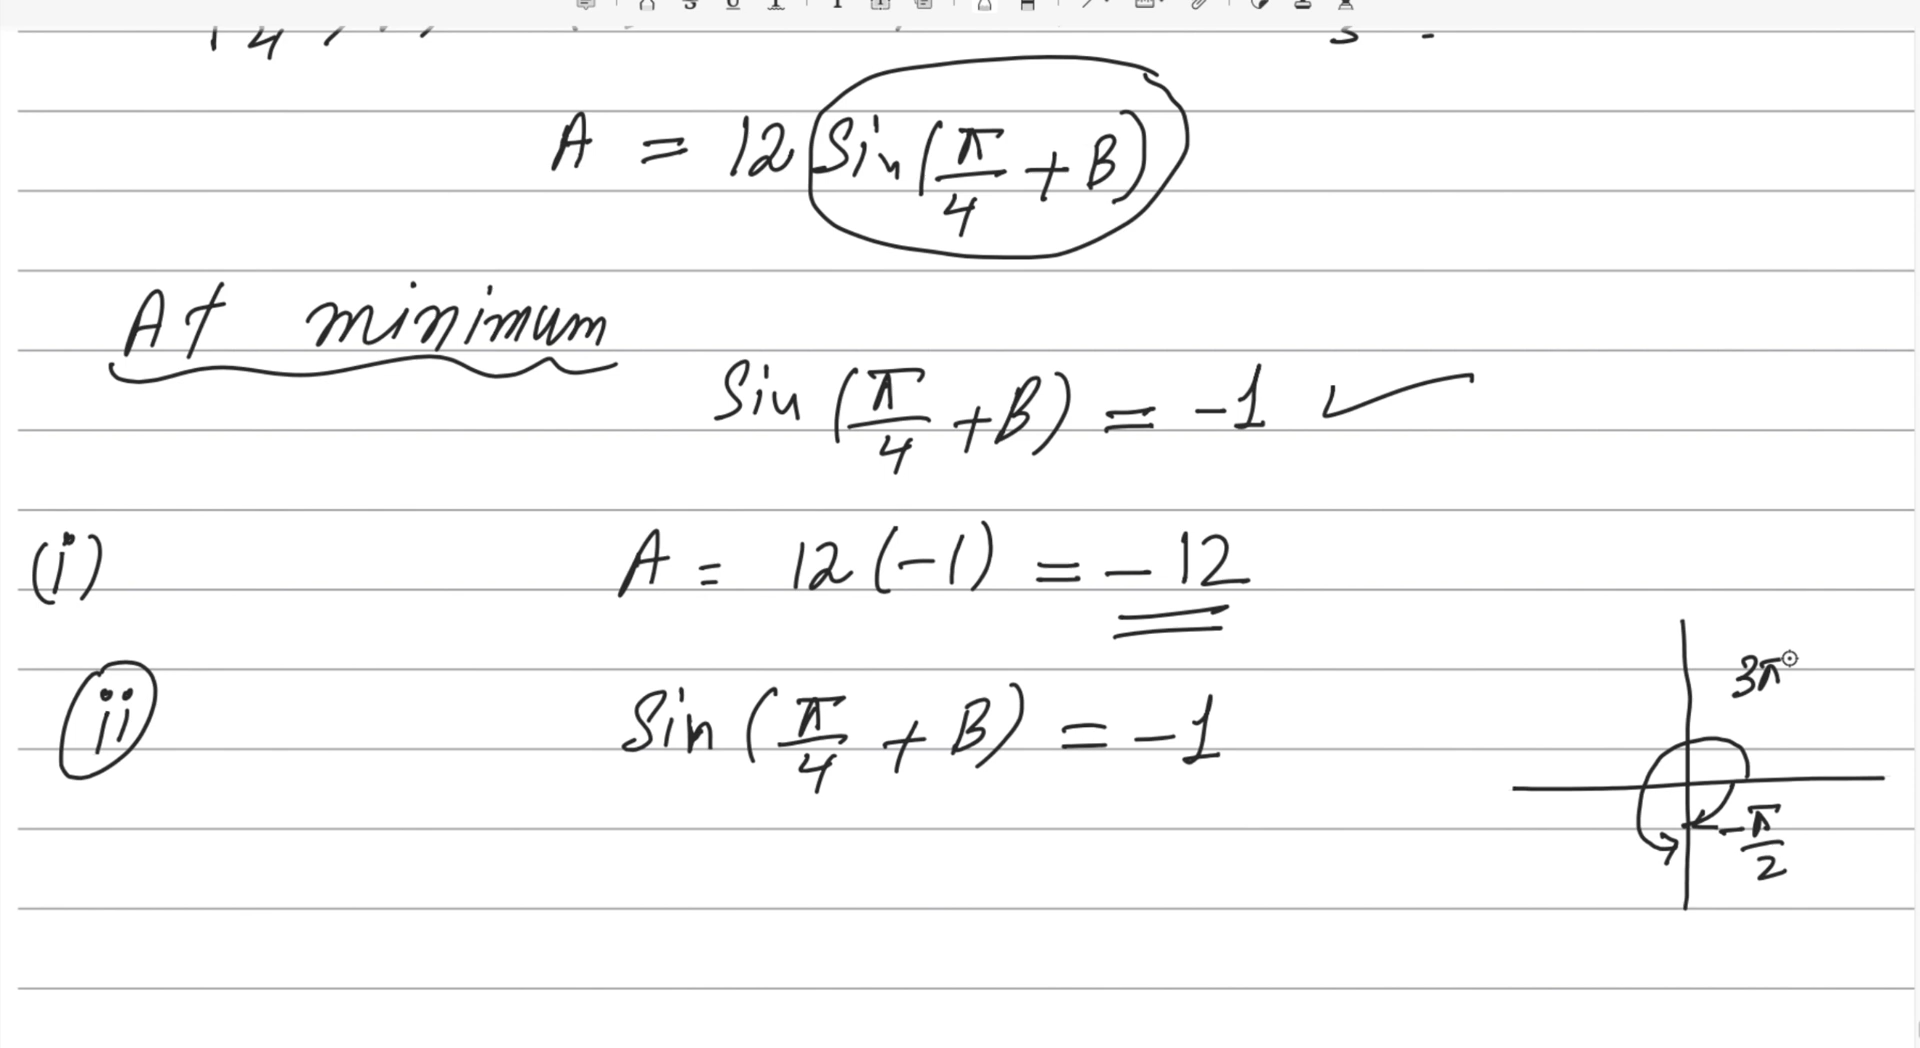 A = 12 Sin(π/4 + B)
At minimum
Sin (π/4 + B) = -1 ✓
(i) A = 12(-1) = -12
ii Sin (π/4 + B) = -1
3π
-π/2